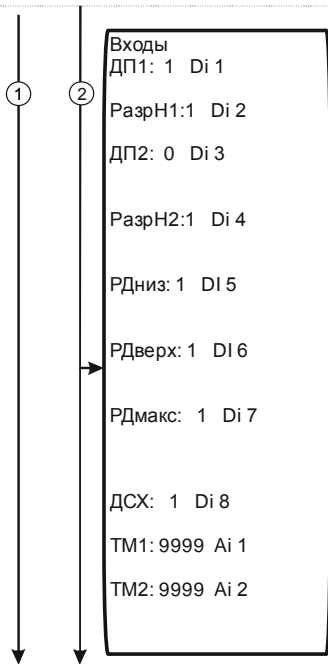 1
2
Входы
ДП1: 1 Di 1
РазрН1:1 Di 2
ДП2: 0 Di 3
РазрН2:1 Di 4
РДниз: 1 DI 5
РДверх: 1 DI 6
РДмакс: 1 Di 7
ДСХ: 1 Di 8
ТМ1: 9999 Ai 1
ТМ2: 9999 Ai 2